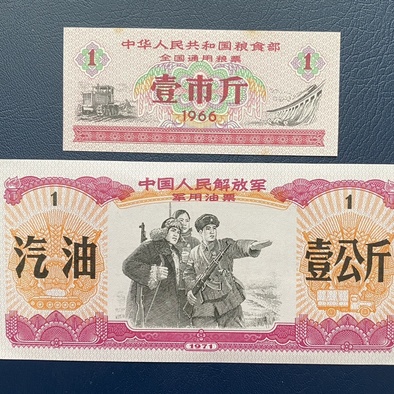 中华人民共和国粮食部
全国通用粮票
1
1
壹市斤
1966
中国人民解放军
军用油票
1
1
汽油
壹公斤
1971